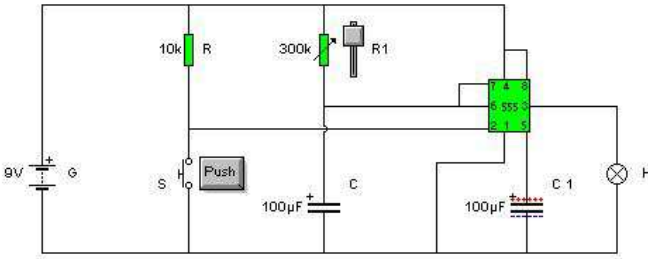 10k R
300k R1
7 4 8
6 555 3
2 1 5
9V + G
S Push
+ C
100µF
+ C 1
100µF
H